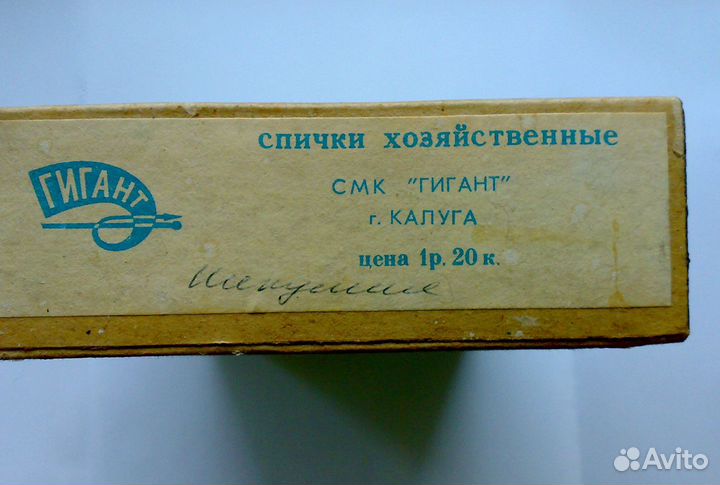 спички хозяйственные
ГИГАНТ
СМК "ГИГАНТ"
г. КАЛУГА
цена 1р. 20 к.
Avito